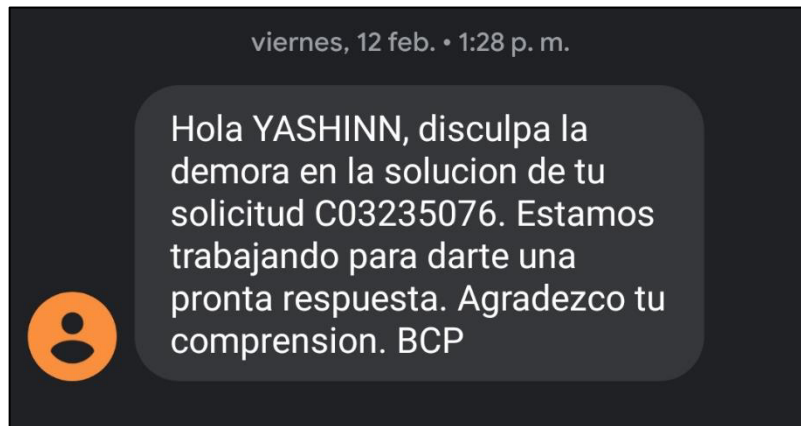 viernes, 12 feb. • 1:28 p. m.
Hola YASHINN, disculpa la
demora en la solucion de tu
solicitud C03235076. Estamos
trabajando para darte una
pronta respuesta. Agradezco tu
comprension. BCP